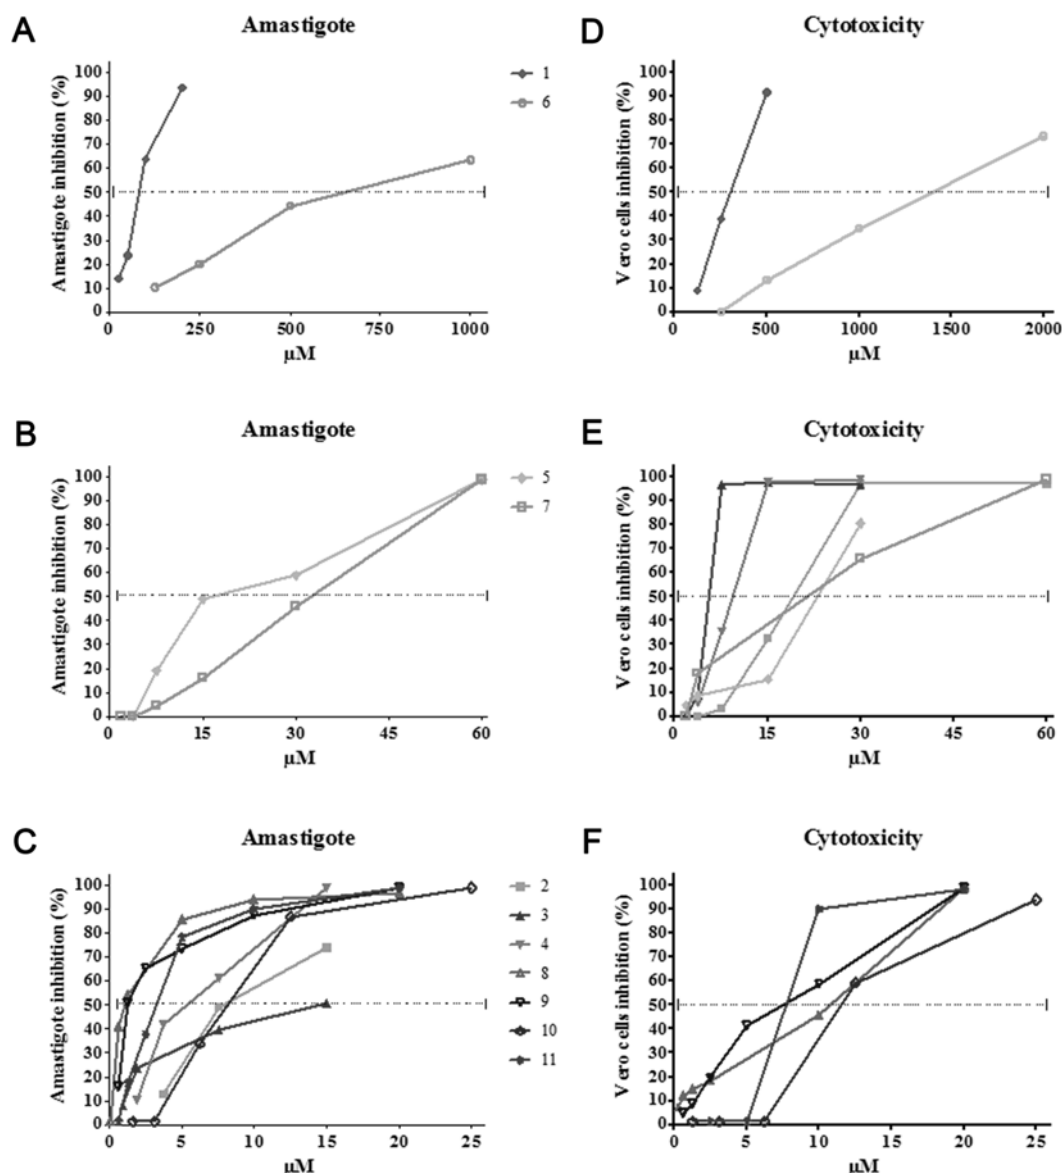 A
Amastigote
Amastigote inhibition (%)
100
90
80
70
60
50
40
30
20
10
0
0 250 500 750 1000
µM
1
6
D
Cytotoxicity
Vero cells inhibition (%)
100
90
80
70
60
50
40
30
20
10
0
0 500 1000 1500 2000
µM
B
Amastigote
Amastigote inhibition (%)
100
90
80
70
60
50
40
30
20
10
0
0 15 30 45 60
µM
5
7
E
Cytotoxicity
Vero cells inhibition (%)
100
90
80
70
60
50
40
30
20
10
0
0 15 30 45 60
µM
C
Amastigote
Amastigote inhibition (%)
100
90
80
70
60
50
40
30
20
10
0
0 5 10 15 20 25
µM
2
3
4
8
9
10
11
F
Cytotoxicity
Vero cells inhibition (%)
100
90
80
70
60
50
40
30
20
10
0
0 5 10 15 20 25
µM